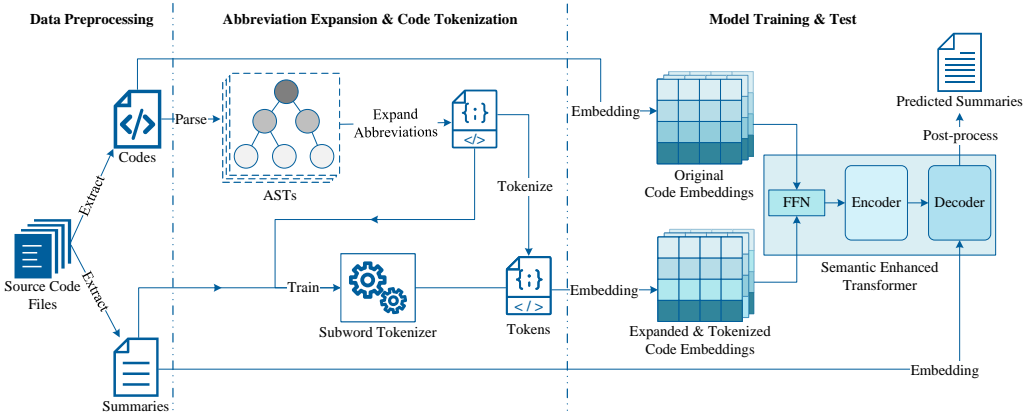 Data Preprocessing
Abbreviation Expansion & Code Tokenization
Model Training & Test
Codes
Extract
Source Code
Files
Extract
Summaries
Parse
ASTs
Expand
Abbreviations
{;}
</>
</>
Tokenize
Train
Subword Tokenizer
{;}
</>
Tokens
Embedding
Original
Code Embeddings
Embedding
Expanded & Tokenized
Code Embeddings
FFN
Encoder
Decoder
Semantic Enhanced
Transformer
Embedding
Post-process
Predicted Summaries